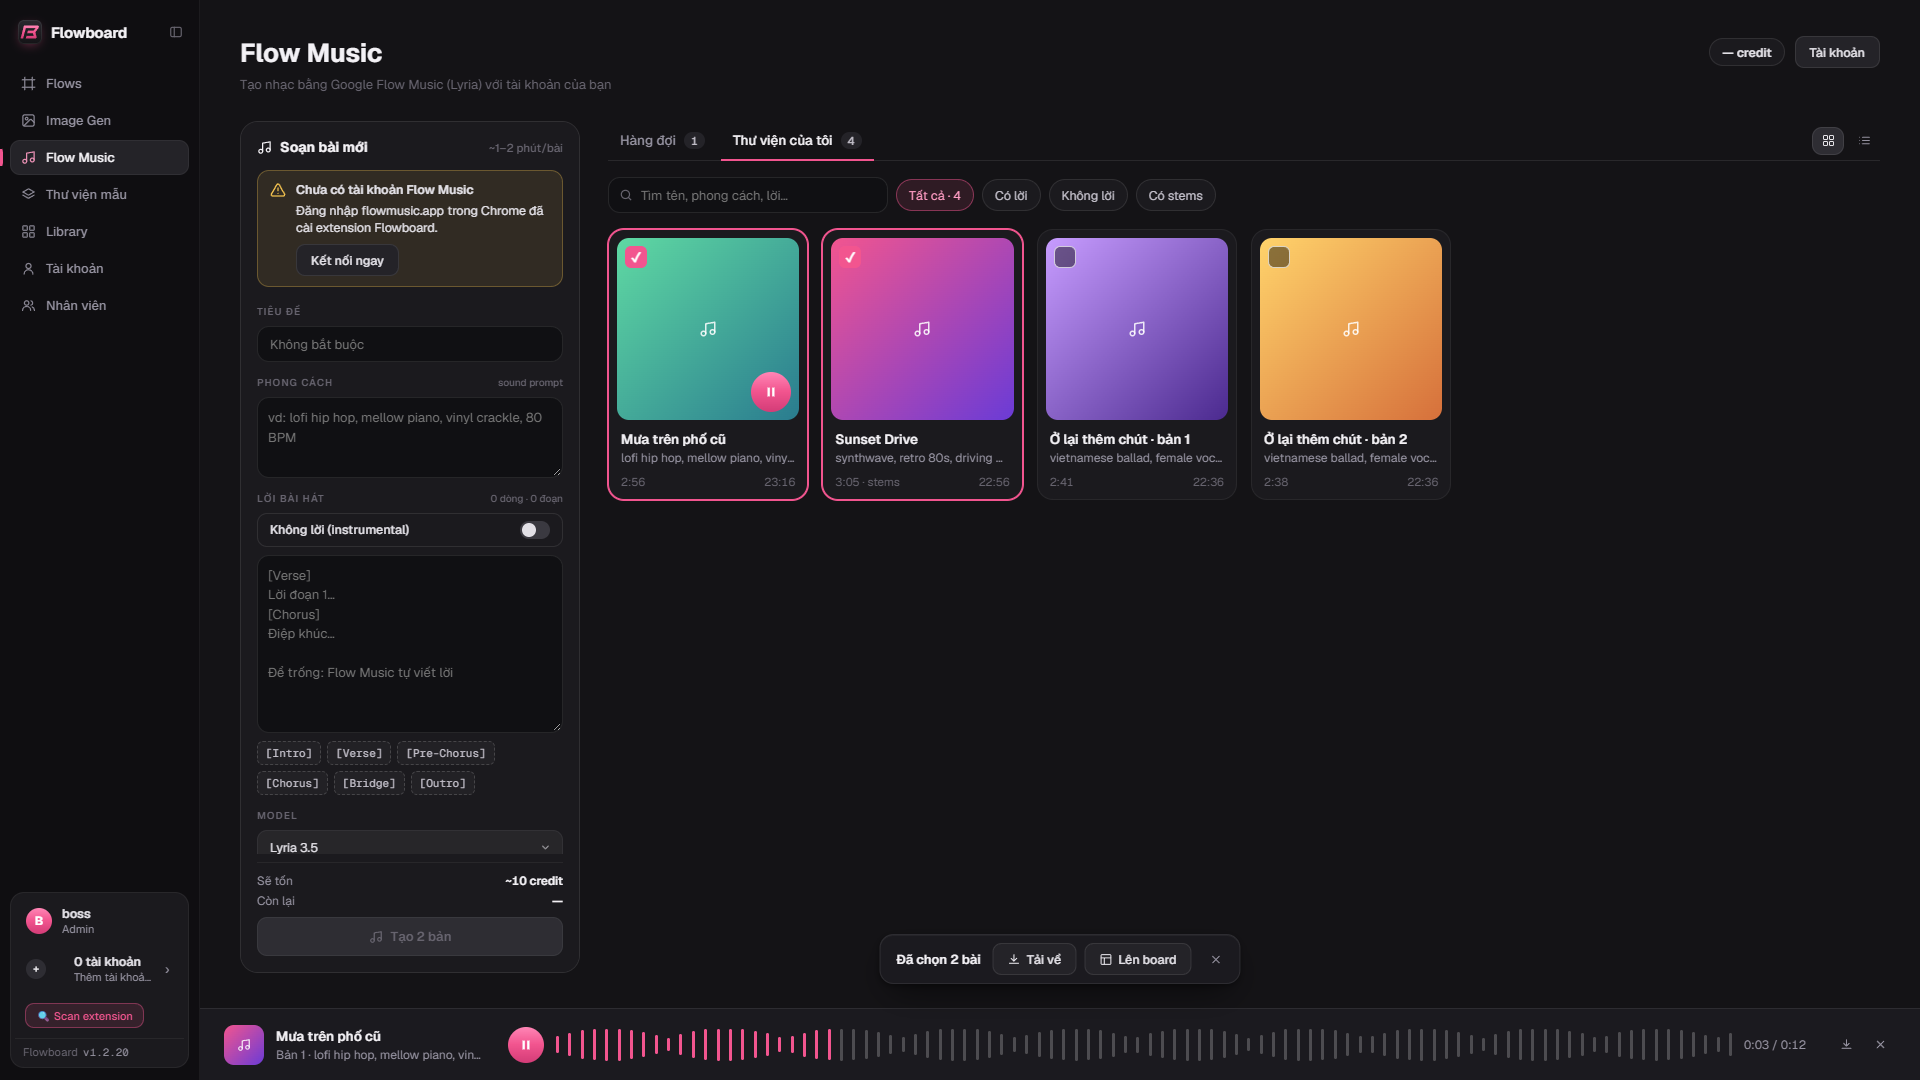 Flowboard
Flows
Image Gen
Flow Music
Thư viện mẫu
Library
Tài khoản
Nhân viên
B
boss
Admin
0 tài khoản
Thêm tài khoả...
Scan extension
Flowboard v1.2.20
Flow Music
Tạo nhạc bằng Google Flow Music (Lyria) với tài khoản của bạn
— credit
Tài khoản
Soạn bài mới
~1–2 phút/bài
Chưa có tài khoản Flow Music
Đăng nhập flowmusic.app trong Chrome đã
cài extension Flowboard.
Kết nối ngay
TIÊU ĐỀ
Không bắt buộc
PHONG CÁCH
sound prompt
vd: lofi hip hop, mellow piano, vinyl crackle, 80
BPM
LỜI BÀI HÁT
0 dòng · 0 đoạn
Không lời (instrumental)
[Verse]
Lời đoạn 1...
[Chorus]
Điệp khúc...
Để trống: Flow Music tự viết lời
[Intro] [Verse] [Pre-Chorus]
[Chorus] [Bridge] [Outro]
MODEL
Lyria 3.5
Sẽ tốn
~10 credit
Còn lại
—
Tạo 2 bản
Hàng đợi 1
Thư viện của tôi 4
Tìm tên, phong cách, lời...
Tất cả · 4
Có lời
Không lời
Có stems
Mưa trên phố cũ
lofi hip hop, mellow piano, viny...
2:56
23:16
Sunset Drive
synthwave, retro 80s, driving ...
3:05 · stems
22:56
Ở lại thêm chút · bản 1
vietnamese ballad, female voc...
2:41
22:36
Ở lại thêm chút · bản 2
vietnamese ballad, female voc...
2:38
22:36
Đã chọn 2 bài
Tải về
Lên board
Mưa trên phố cũ
Bản 1 · lofi hip hop, mellow piano, vin...
0:03 / 0:12